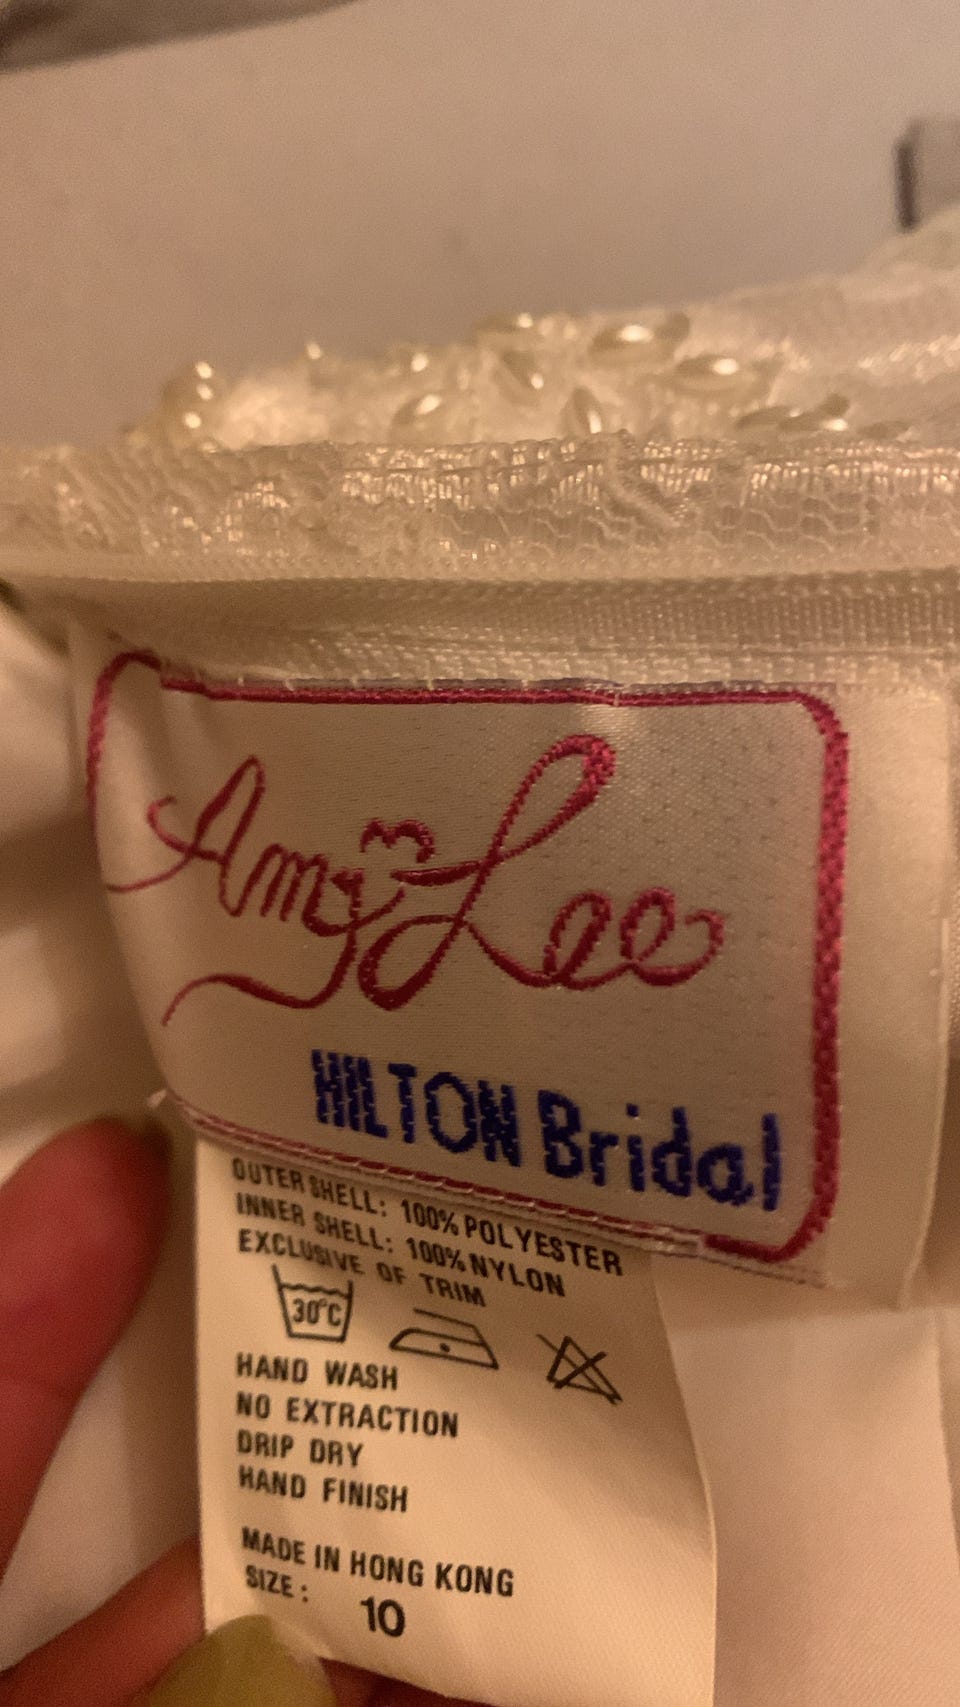 Amy Lee
HILTON Bridal
OUTER SHELL: 100% POLYESTER
INNER SHELL: 100% NYLON
EXCLUSIVE OF TRIM
30°C
HAND WASH
NO EXTRACTION
DRIP DRY
HAND FINISH
MADE IN HONG KONG
SIZE: 10